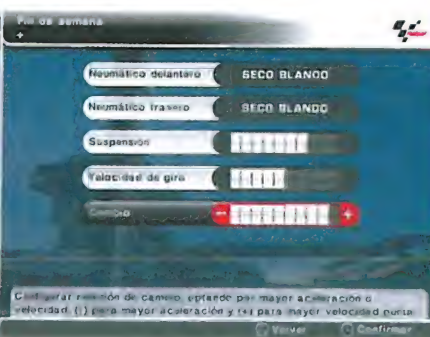 Fin de semana
+
Neumático delantero SECO BLANDO
Neumático trasero SECO BLANDO
Suspensión
Velocidad de giro
Cambio - +
Configurar relación de cambio, optando por mayor aceleración o
velocidad. (-) para mayor aceleración y (+) para mayor velocidad punta
Volver Confirmar